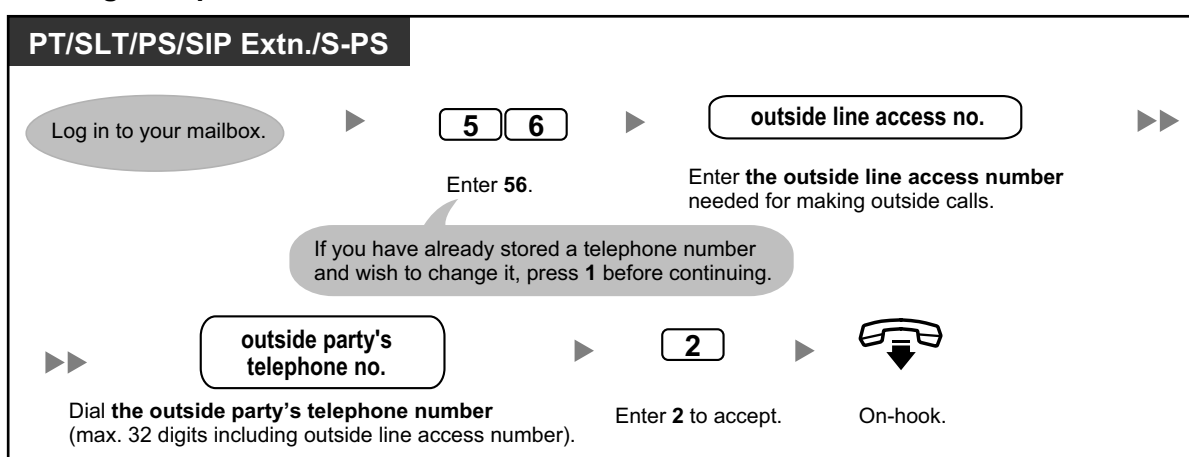 PT/SLT/PS/SIP Extn./S-PS
Log in to your mailbox.
5 6
outside line access no.
Enter 56.
Enter the outside line access number
needed for making outside calls.
If you have already stored a telephone number
and wish to change it, press 1 before continuing.
outside party's
telephone no.
2
Dial the outside party’s telephone number
(max. 32 digits including outside line access number).
Enter 2 to accept.
On-hook.